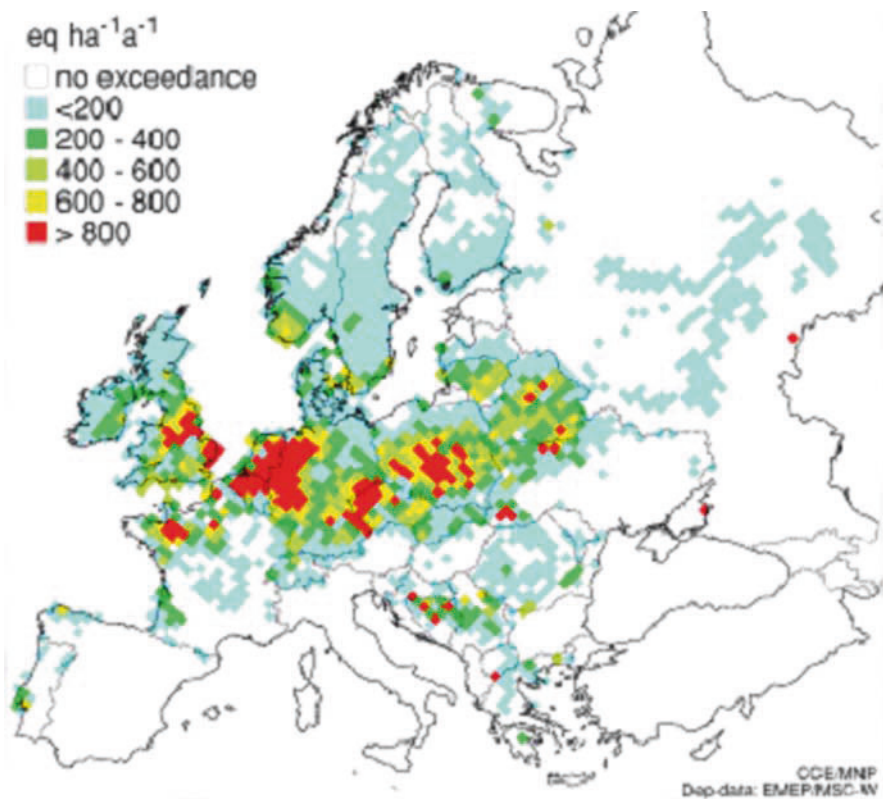 eq ha⁻¹a⁻¹
no exceedance
<200
200 - 400
400 - 600
600 - 800
> 800
CCE/MNP
Dep-data: EMEP/MSC-W